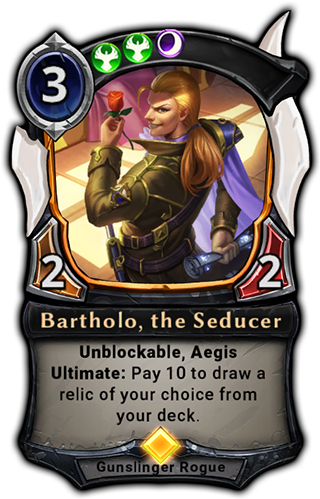 3
2
2
Bartholo, the Seducer
Unblockable, Aegis
Ultimate: Pay 10 to draw a
relic of your choice from
your deck.
Gunslinger Rogue